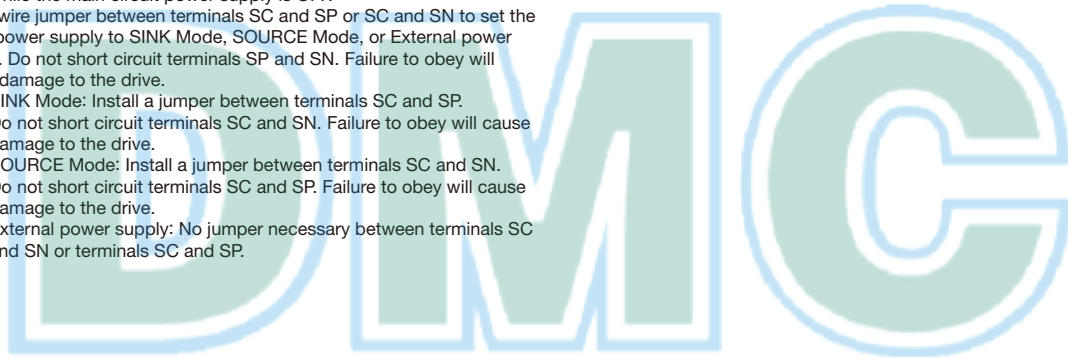 while the main circuit power supply is OFF.
wire jumper between terminals SC and SP or SC and SN to set the
power supply to SINK Mode, SOURCE Mode, or External power
. Do not short circuit terminals SP and SN. Failure to obey will
damage to the drive.
INK Mode: Install a jumper between terminals SC and SP.
o not short circuit terminals SC and SN. Failure to obey will cause
amage to the drive.
OURCE Mode: Install a jumper between terminals SC and SN.
o not short circuit terminals SC and SP. Failure to obey will cause
amage to the drive.
xternal power supply: No jumper necessary between terminals SC
nd SN or terminals SC and SP.
DMC